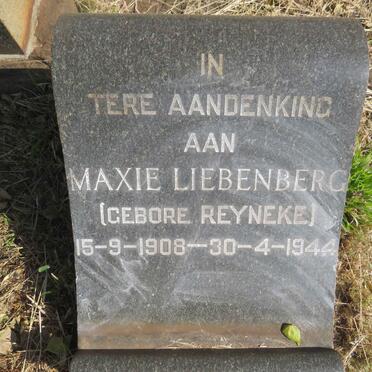 IN
TERE AANDENKING
AAN
MAXIE LIEBENBERG
(GEBORE REYNEKE)
15-9-1908-30-4-1944